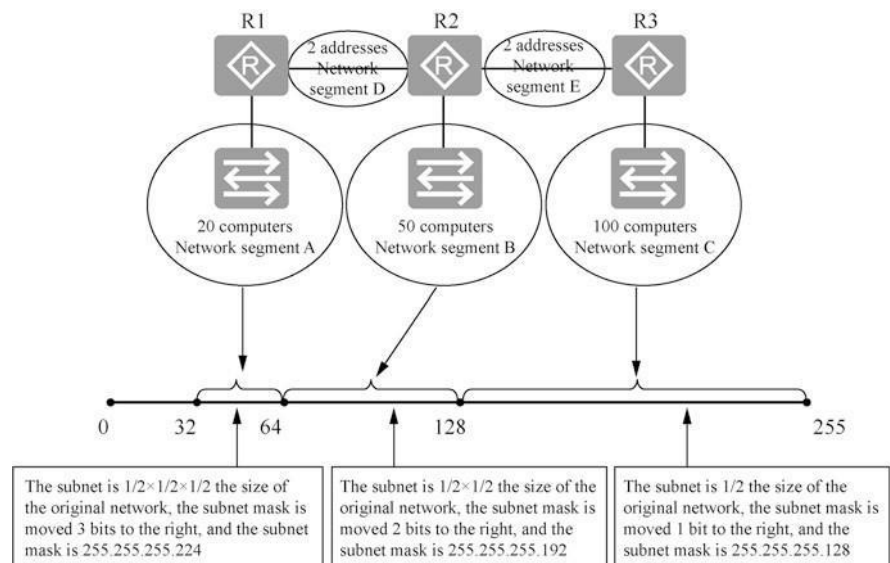 R1
R2
R3
2 addresses
Network
segment D
2 addresses
Network
segment E
R
R
R
20 computers
Network segment A
50 computers
Network segment B
100 computers
Network segment C
0
32
64
128
255
The subnet is 1/2×1/2×1/2 the size of
the original network, the subnet mask is
moved 3 bits to the right, and the subnet
mask is 255.255.255.224
The subnet is 1/2×1/2 the size of the
original network, the subnet mask is
moved 2 bits to the right, and the
subnet mask is 255.255.255.192
The subnet is 1/2 the size of the
original network, the subnet mask is
moved 1 bit to the right, and the
subnet mask is 255.255.255.128